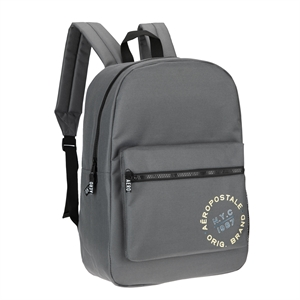 AÉROPOSTALE
N.Y.C
1987
ORIG. BRAND